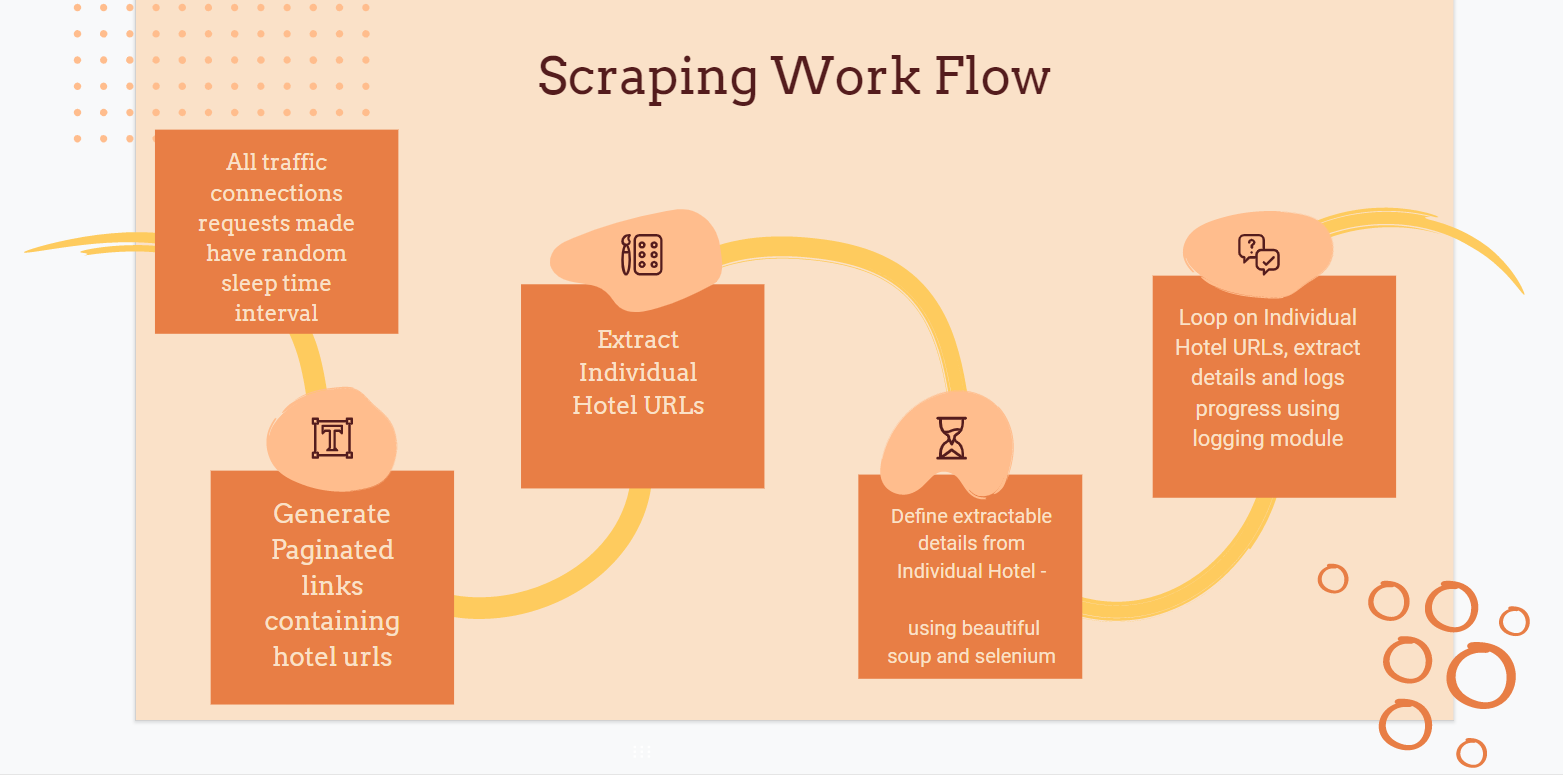 Scraping Work Flow
All traffic
connections
requests made
have random
sleep time
interval
T
Generate
Paginated
links
containing
hotel urls
Extract
Individual
Hotel URLs
Define extractable
details from
Individual Hotel -
using beautiful
soup and selenium
?
Loop on Individual
Hotel URLs, extract
details and logs
progress using
logging module